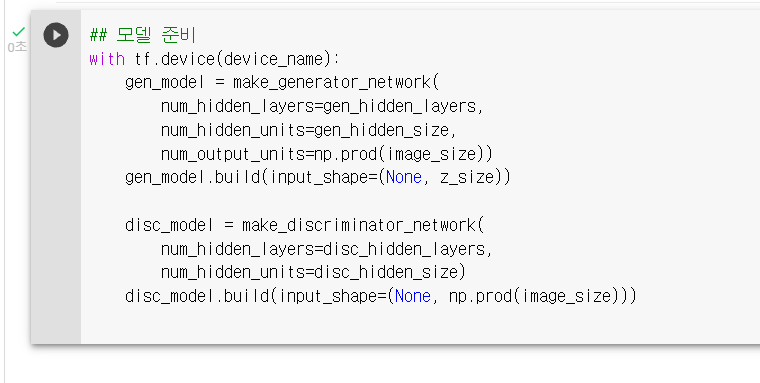 0초
## 모델 준비
with tf.device(device_name):
    gen_model = make_generator_network(
        num_hidden_layers=gen_hidden_layers,
        num_hidden_units=gen_hidden_size,
        num_output_units=np.prod(image_size))
    gen_model.build(input_shape=(None, z_size))

    disc_model = make_discriminator_network(
        num_hidden_layers=disc_hidden_layers,
        num_hidden_units=disc_hidden_size)
    disc_model.build(input_shape=(None, np.prod(image_size)))